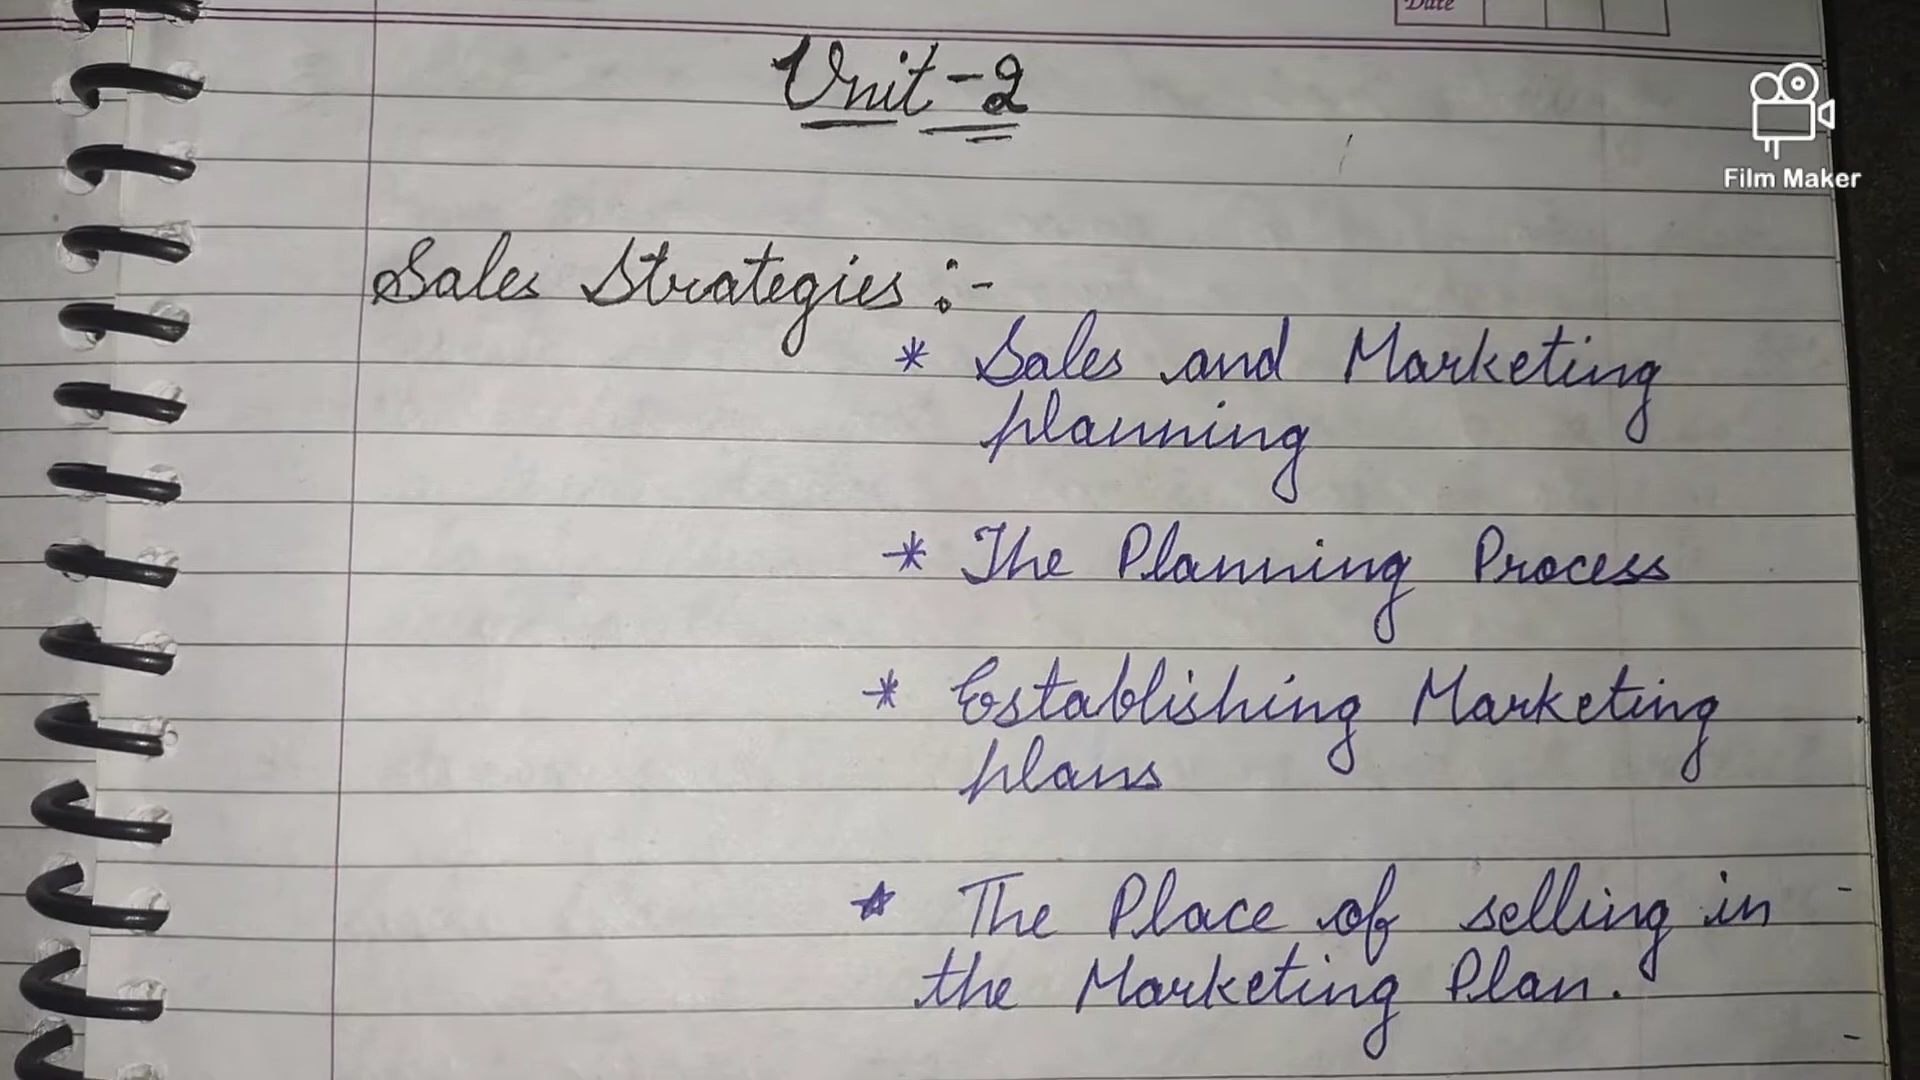 Date
Unit-2
Film Maker
Sales Strategies :-
* Sales and Marketing
planning
* The Planning Process
* Establishing Marketing
plans
* The Place of selling in
the Marketing Plan.